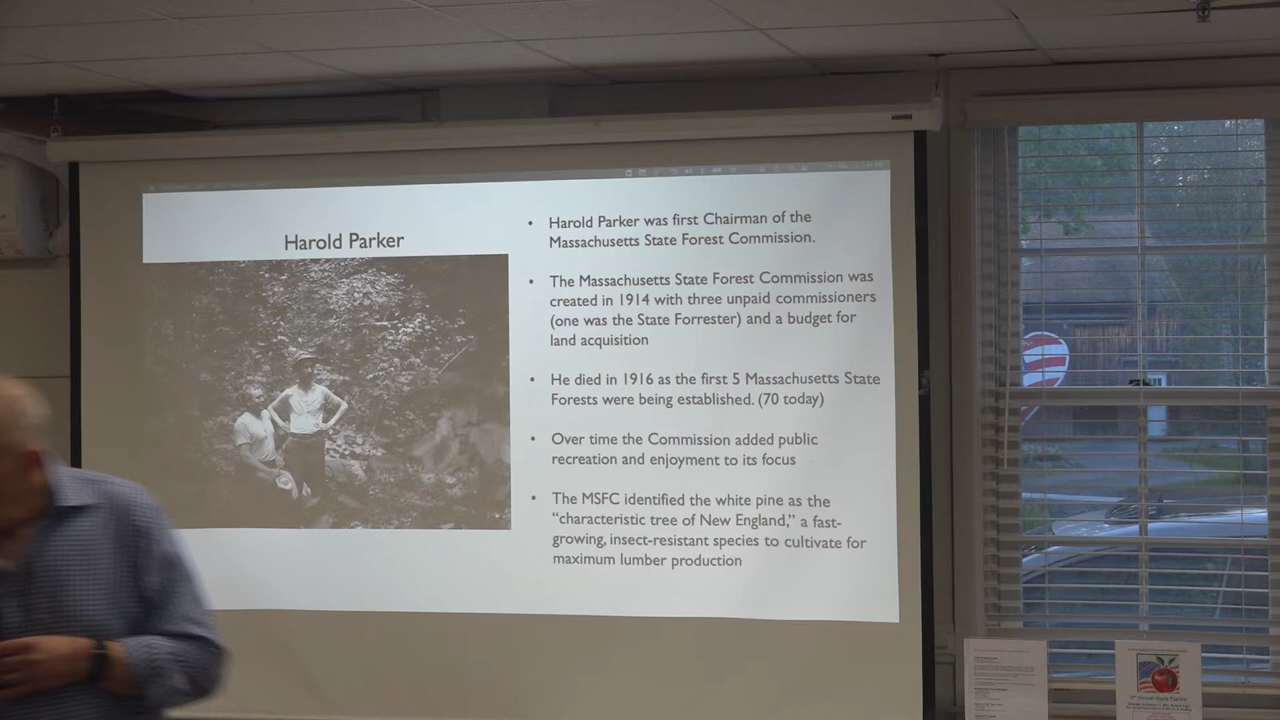 Harold Parker
• Harold Parker was first Chairman of the
Massachusetts State Forest Commission.
• The Massachusetts State Forest Commission was
created in 1914 with three unpaid commissioners
(one was the State Forrester) and a budget for
land acquisition
• He died in 1916 as the first 5 Massachusetts State
Forests were being established. (70 today)
• Over time the Commission added public
recreation and enjoyment to its focus
• The MSFC identified the white pine as the
“characteristic tree of New England,” a fast-
growing, insect-resistant species to cultivate for
maximum lumber production